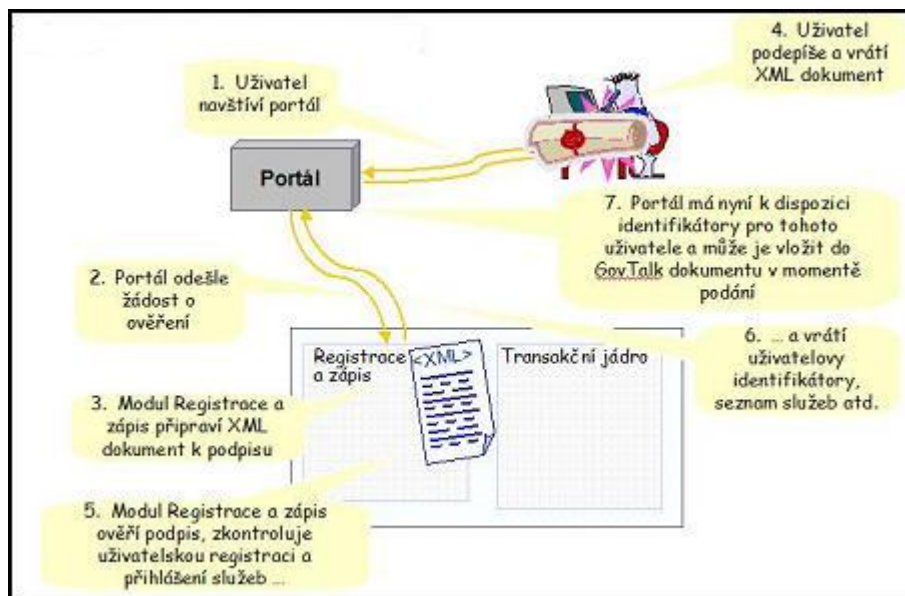 1. Uživatel
navštíví portál
4. Uživatel
podepíše a vrátí
XML dokument
Portál
7. Portál má nyní k dispozici
identifikátory pro tohoto
uživatele a může je vložit do
GovTalk dokumentu v momentě
podání
2. Portál odešle
žádost o
ověření
Registrace
a zápis
<XML>
Transakční jádro
6. ... a vrátí
uživatelovy
identifikátory,
seznam služeb atd.
3. Modul Registrace a
zápis připraví XML
dokument k podpisu
5. Modul Registrace a zápis
ověří podpis, zkontroluje
uživatelskou registraci a
přihlášení služeb ...